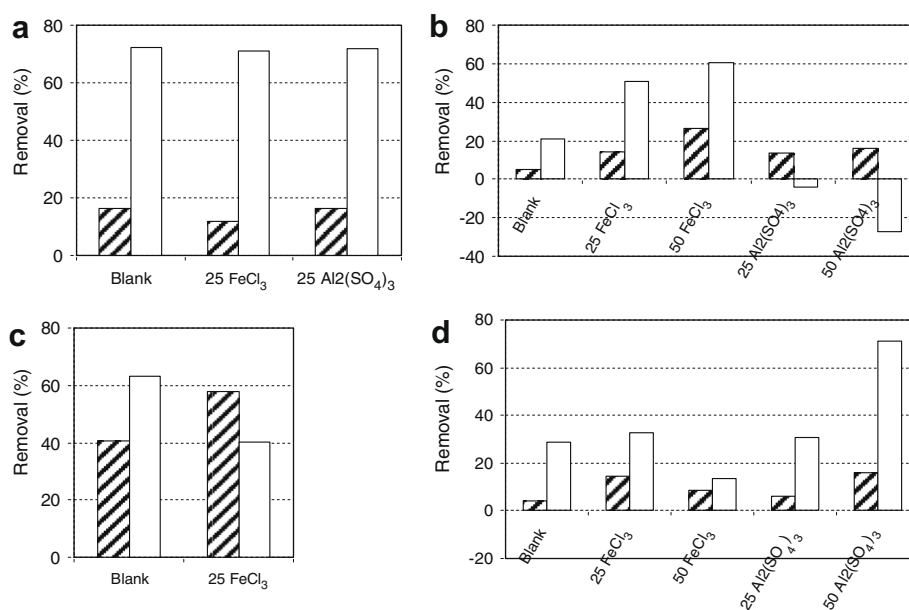 a
80
60
40
20
0
Removal (%)
Blank
25 FeCl₃
25 Al2(SO₄)₃
b
80
60
40
20
0
-20
-40
Removal (%)
Blank
25 FeCl₃
50 FeCl₃
25 Al2(SO4)₃
50 Al2(SO4)₃
c
80
60
40
20
0
Removal (%)
Blank
25 FeCl₃
d
80
60
40
20
0
-20
Removal (%)
Blank
25 FeCl₃
50 FeCl₃
25 Al2(SO₄)₃
50 Al2(SO₄)₃